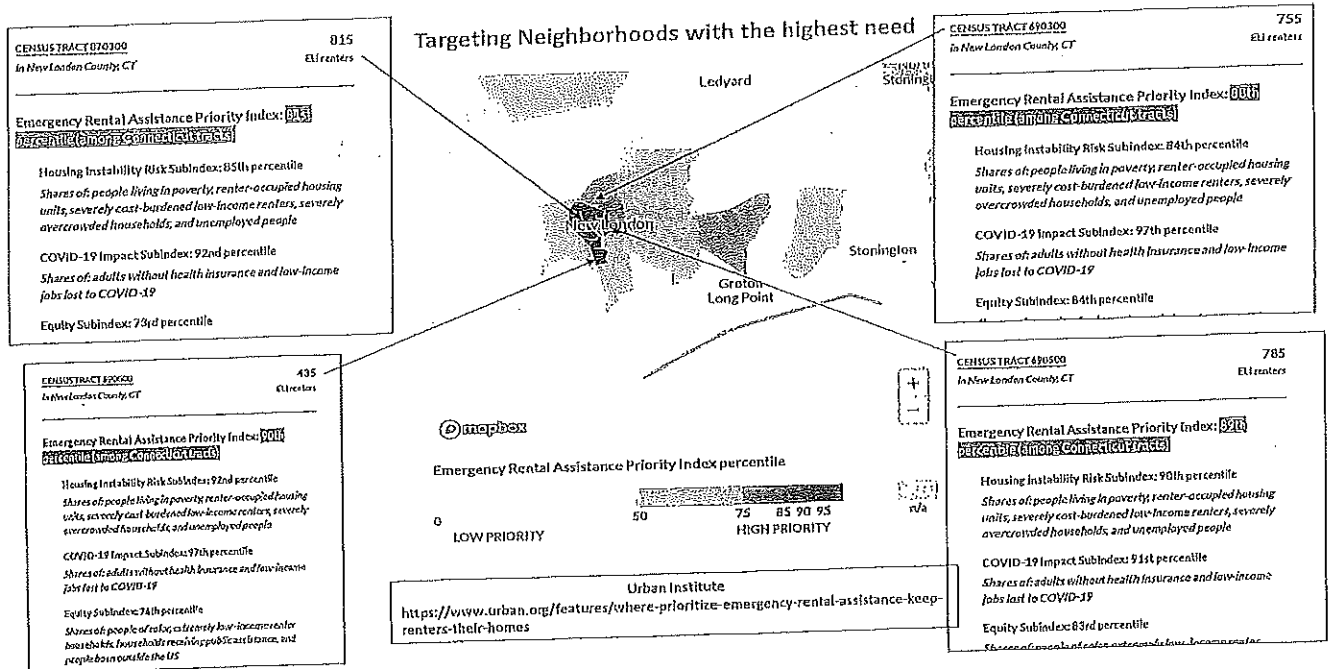 Targeting Neighborhoods with the highest need
CENSUS TRACT 870300
815
in New London County, CT
ELI renters
Emergency Rental Assistance Priority Index: 81st
percentile (among Connecticut tracts)
Housing Instability Risk Subindex: 85th percentile
Shares of: people living in poverty, renter-occupied housing
units, severely cost-burdened low-income renters, severely
overcrowded households, and unemployed people
COVID-19 Impact Subindex: 92nd percentile
Shares of: adults without health insurance and low-income
jobs lost to COVID-19
Equity Subindex: 73rd percentile
CENSUS TRACT 690300
755
in New London County, CT
ELI renters
Emergency Rental Assistance Priority Index:
percentile (among Connecticut tracts)
Housing Instability Risk Subindex: 84th percentile
Shares of: people living in poverty, renter-occupied housing
units, severely cost-burdened low-income renters, severely
overcrowded households, and unemployed people
COVID-19 Impact Subindex: 97th percentile
Shares of: adults without health insurance and low-income
jobs lost to COVID-19
Equity Subindex: 84th percentile
Ledyard
Stonington
New London
Stonington
Groton
Long Point
CENSUS TRACT
435
in New London County, CT
ELI renters
Emergency Rental Assistance Priority Index: 90th
percentile (among Connecticut tracts)
Housing Instability Risk Subindex: 92nd percentile
Shares of: people living in poverty, renter-occupied housing
units, severely cost-burdened low-income renters, severely
overcrowded households, and unemployed people
COVID-19 Impact Subindex: 97th percentile
Shares of: adults without health insurance and low-income
jobs lost to COVID-19
Equity Subindex: 74th percentile
Shares of: people of color, extremely low-income renter
households, households receiving public assistance, and
people born outside the US
CENSUS TRACT 690500
785
in New London County, CT
ELI renters
Emergency Rental Assistance Priority Index: 89th
percentile (among Connecticut tracts)
Housing Instability Risk Subindex: 90th percentile
Shares of: people living in poverty, renter-occupied housing
units, severely cost-burdened low-income renters, severely
overcrowded households, and unemployed people
COVID-19 Impact Subindex: 91st percentile
Shares of: adults without health insurance and low-income
jobs lost to COVID-19
Equity Subindex: 83rd percentile
Shares of: people of color, extremely low-income renter
+
-
mapbox
Emergency Rental Assistance Priority Index percentile
0 50 75 85 90 95 n/a
LOW PRIORITY HIGH PRIORITY
Urban Institute
https://www.urban.org/features/where-prioritize-emergency-rental-assistance-keep-
renters-their-homes